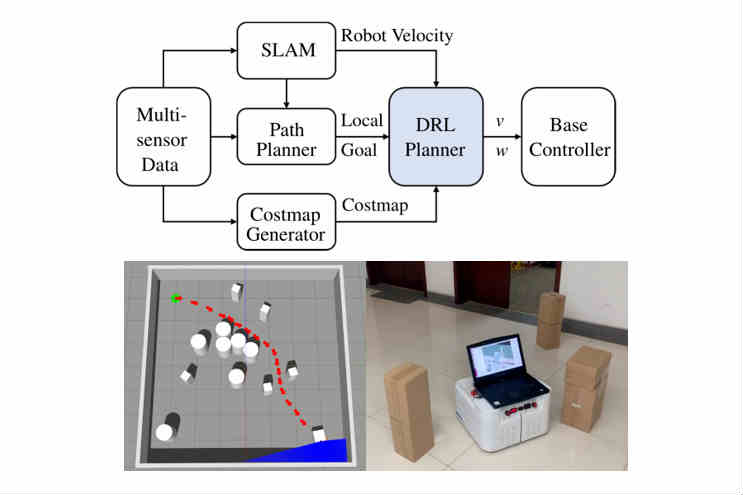 SLAM
Robot Velocity
Multi-
sensor
Data
Path
Planner
Local
Goal
DRL
Planner
v
w
Base
Controller
Costmap
Generator
Costmap